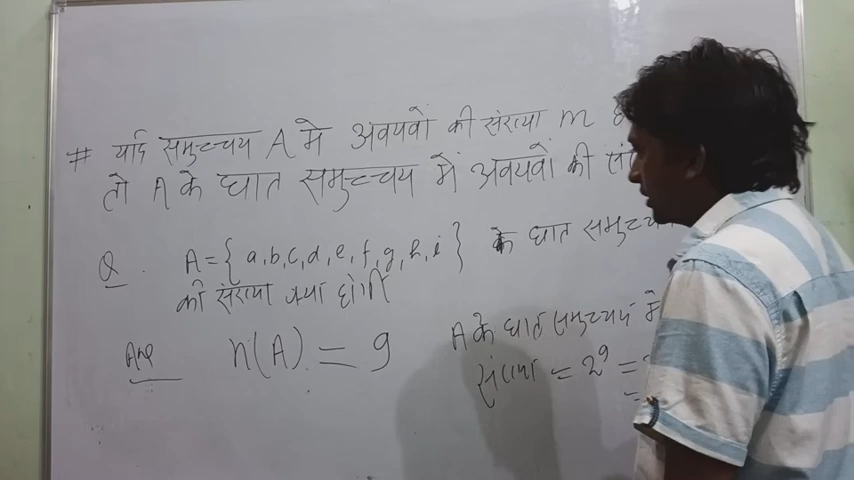 # यदि समुच्चय A मे अवयवों की संख्या m
तो A के घात समुच्चय में अवयवों की
Q. A={a,b,c,d,e,f,g,h,i} के घात
की संख्या क्या होगी
Ans n(A) = 9
A के घात समुच्चय में
संख्या = 2⁹ =
=